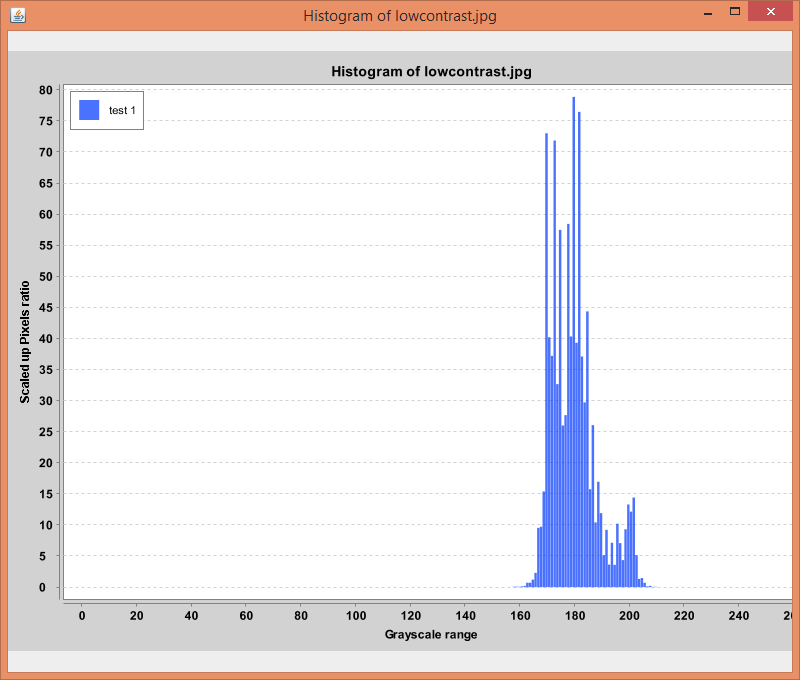 Histogram of lowcontrast.jpg
Histogram of lowcontrast.jpg
test 1
80
75
70
65
60
55
50
45
40
35
30
25
20
15
10
5
0
Scaled up Pixels ratio
0 20 40 60 80 100 120 140 160 180 200 220 240
Grayscale range